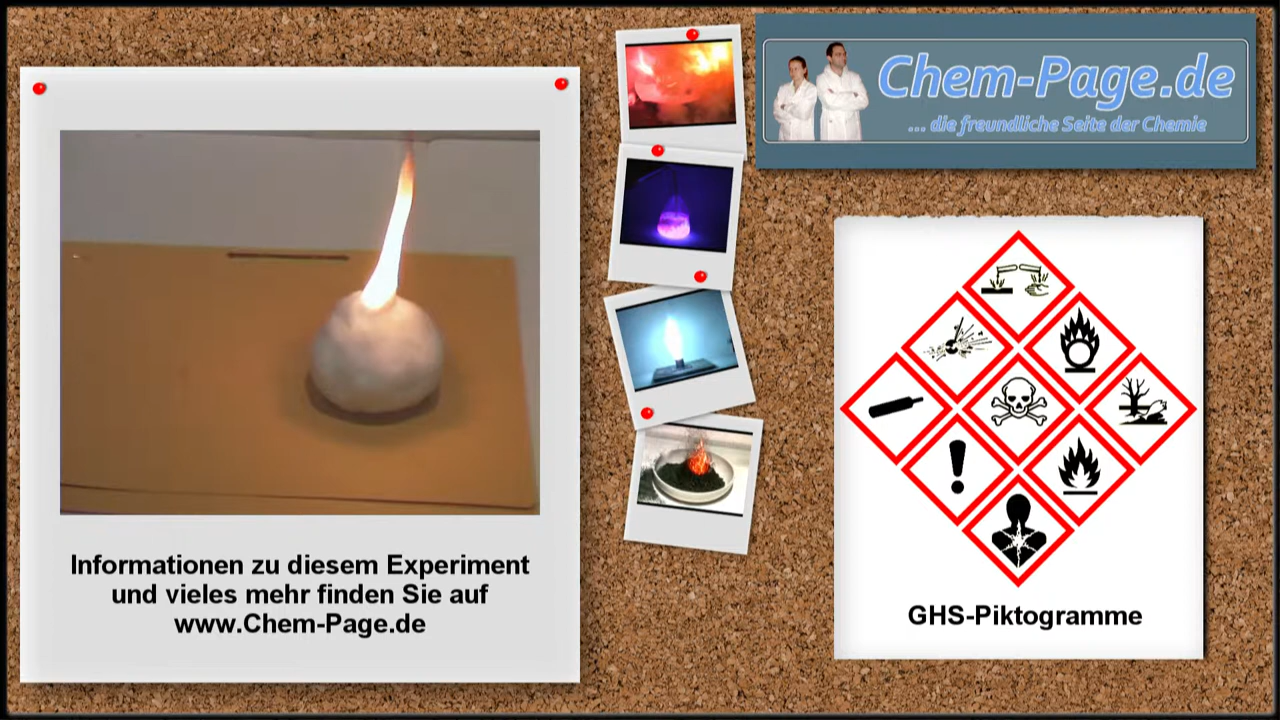 Chem-Page.de
... die freundliche Seite der Chemie
Informationen zu diesem Experiment
und vieles mehr finden Sie auf
www.Chem-Page.de
GHS-Piktogramme